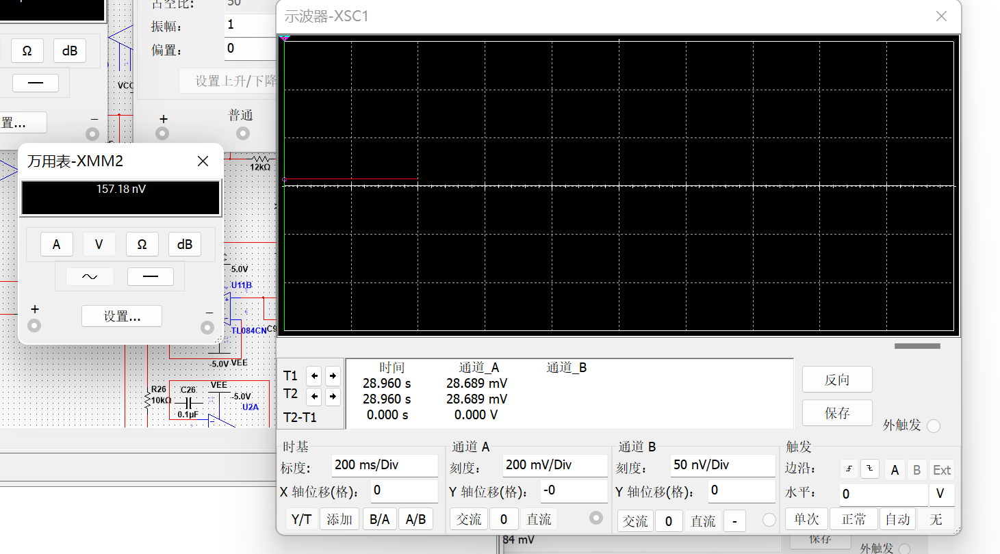 占空比: 50
振幅: 1
偏置: 0
设置上升/下降
+ 普通
Ω dB
VCC
置...
12kΩ
万用表-XMM2
157.18 nV
A V Ω dB
+ 设置... −
5.0V
U11B
TL084CN
C9
-5.0V VEE
R26
10kΩ
C26
0.1µF
VEE
-5.0V
U2A
示波器-XSC1
时间 通道_A 通道_B
T1 28.960 s 28.689 mV
T2 28.960 s 28.689 mV
T2-T1 0.000 s 0.000 V
反向
保存
外触发
时基
标度: 200 ms/Div
X 轴位移(格): 0
Y/T 添加 B/A A/B
通道 A
刻度: 200 mV/Div
Y 轴位移(格): -0
交流 0 直流
通道 B
刻度: 50 nV/Div
Y 轴位移(格): 0
交流 0 直流 -
触发
边沿: A B Ext
水平: 0 V
单次 正常 自动 无
84 mV
保存
外触发